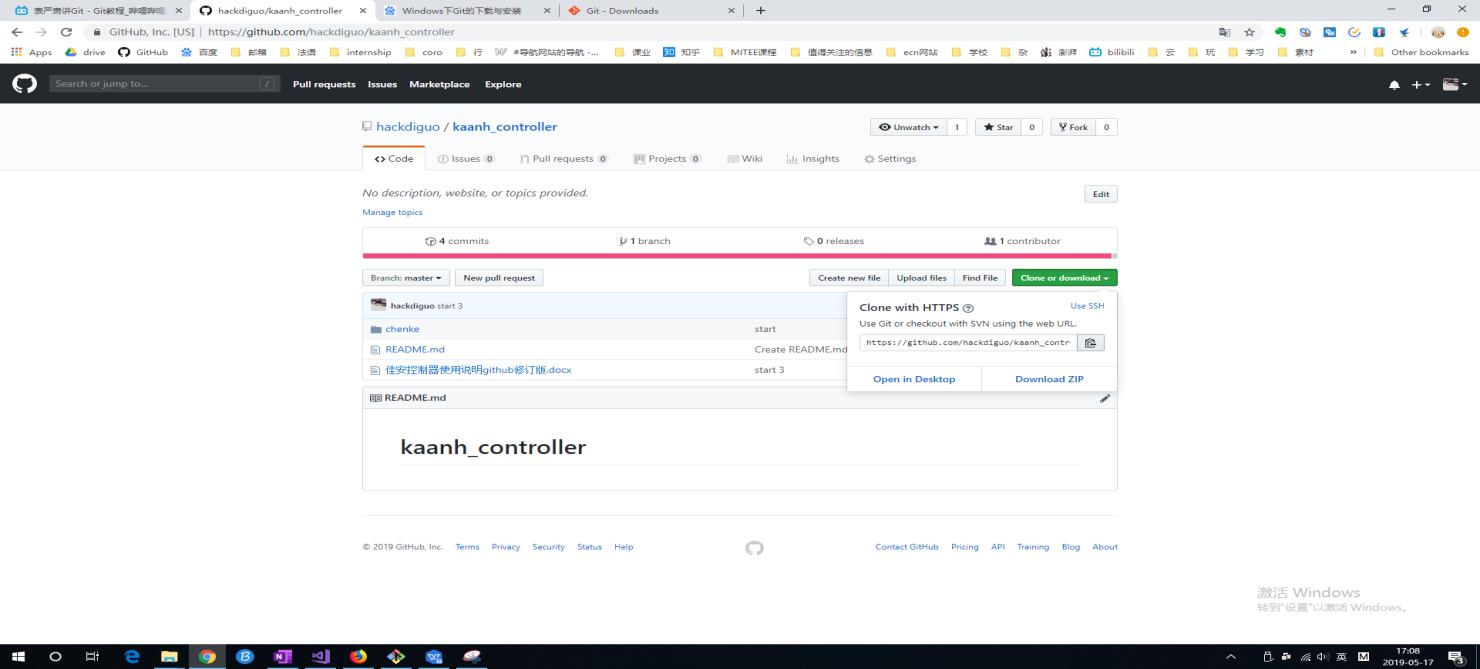 袁严肃讲Git - Git教程_哔哩哔哩
hackdiguo/kaanh_controller
Windows下Git的下载与安装
Git - Downloads
GitHub, Inc. [US] | https://github.com/hackdiguo/kaanh_controller
Apps drive GitHub 百度 邮箱 法语 internship coro 行 #导航网站的导航 -... 课业 知乎 MITEE课程 值得关注的信息 ecn网站 学校 杂 澎湃 bilibili 云 玩 学习 素材 » Other bookmarks
Search or jump to... / Pull requests Issues Marketplace Explore
hackdiguo / kaanh_controller
Unwatch 1 Star 0 Fork 0
Code Issues 0 Pull requests 0 Projects 0 Wiki Insights Settings
No description, website, or topics provided.
Edit
Manage topics
4 commits 1 branch 0 releases 1 contributor
Branch: master New pull request Create new file Upload files Find File Clone or download
hackdiguo start 3
chenke start
README.md Create README.md
佳安控制器使用说明github修订版.docx start 3
Clone with HTTPS Use SSH
Use Git or checkout with SVN using the web URL.
https://github.com/hackdiguo/kaanh_contr
Open in Desktop Download ZIP
README.md
kaanh_controller
© 2019 GitHub, Inc. Terms Privacy Security Status Help Contact GitHub Pricing API Training Blog About
激活 Windows
转到"设置"以激活 Windows。
英 M
17:08
2019-05-17
3